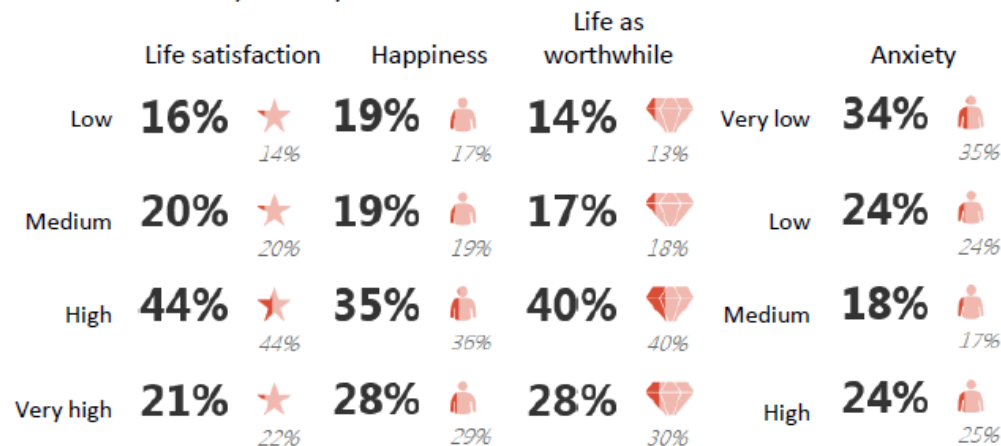 Life satisfaction Happiness Life as worthwhile Anxiety
Low 16% 19% 14% Very low 34%
14% 17% 13% 35%
Medium 20% 19% 17% Low 24%
20% 19% 18% 24%
High 44% 35% 40% Medium 18%
44% 36% 40% 17%
Very high 21% 28% 28% High 24%
22% 29% 30% 25%